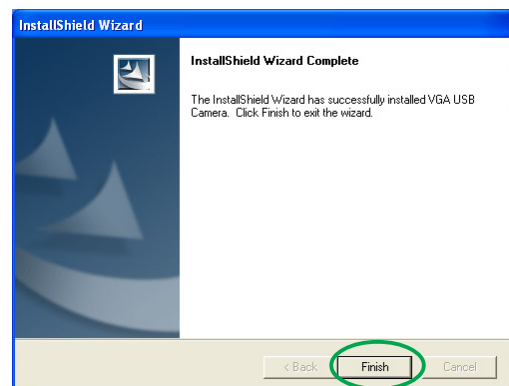 InstallShield Wizard
InstallShield Wizard Complete
The InstallShield Wizard has successfully installed VGA USB
Camera. Click Finish to exit the wizard.
< Back Finish Cancel